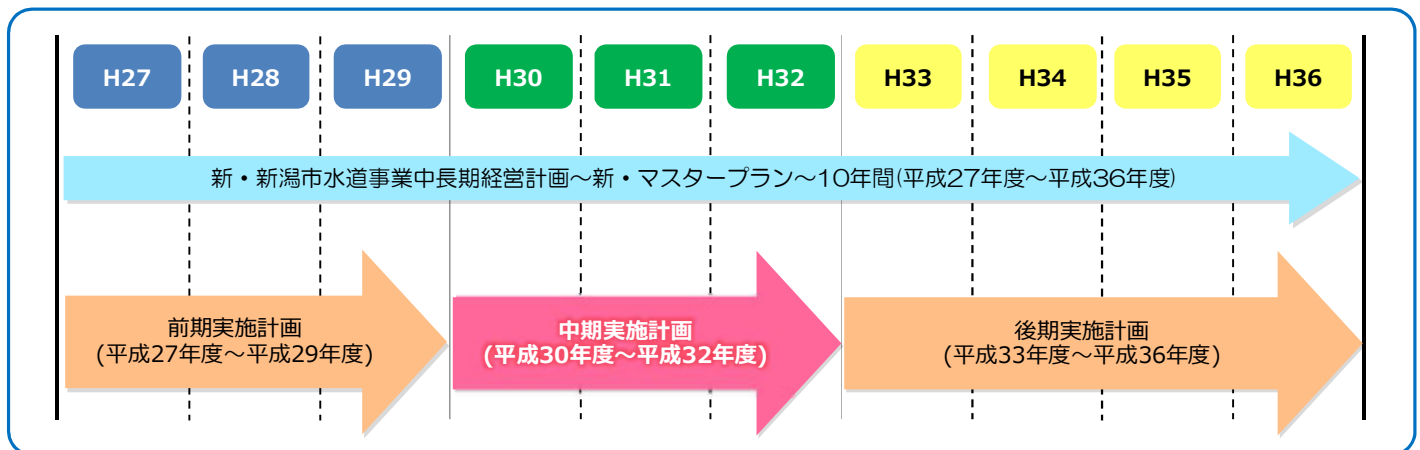 H27 H28 H29 H30 H31 H32 H33 H34 H35 H36
新・新潟市水道事業中長期経営計画～新・マスタープラン～10年間(平成27年度～平成36年度)
前期実施計画
(平成27年度～平成29年度)
中期実施計画
(平成30年度～平成32年度)
後期実施計画
(平成33年度～平成36年度)